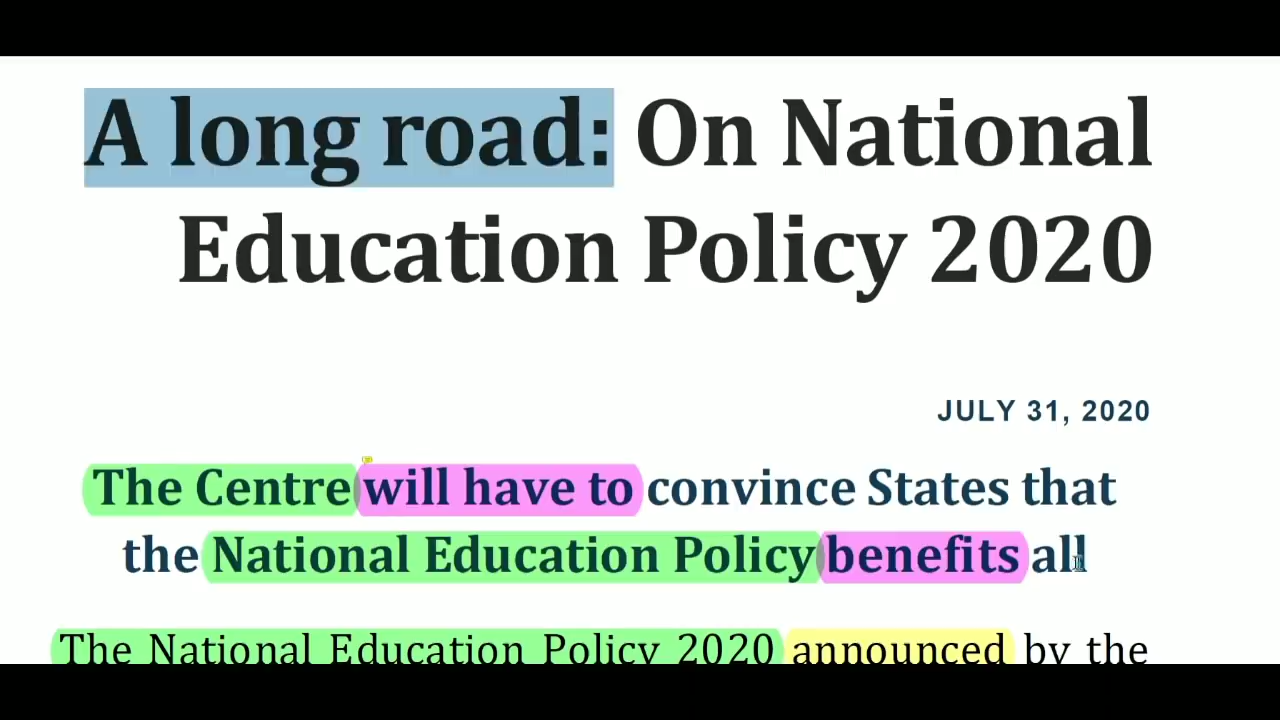 A long road: On National
Education Policy 2020
JULY 31, 2020
The Centre will have to convince States that
the National Education Policy benefits all
The National Education Policy 2020 announced by the